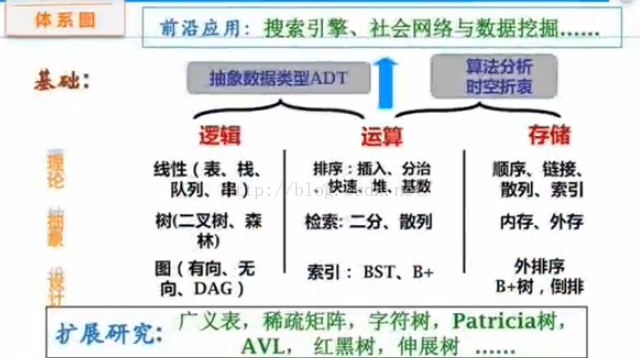 体系图
前沿应用：搜索引擎、社会网络与数据挖掘……
基础：
抽象数据类型ADT
算法分析
时空折衷
逻辑
运算
存储
理论
线性（表、栈、
队列、串）
排序：插入、分治
快速、堆、基数
顺序、链接、
散列、索引
抽象
树(二叉树、森
林)
检索：二分、散列
内存、外存
设计
图（有向、无
向、DAG）
索引： BST、B+
外排序
B+树，倒排
扩展研究：广义表，稀疏矩阵，字符树，Patricia树，
AVL， 红黑树，伸展树 ……